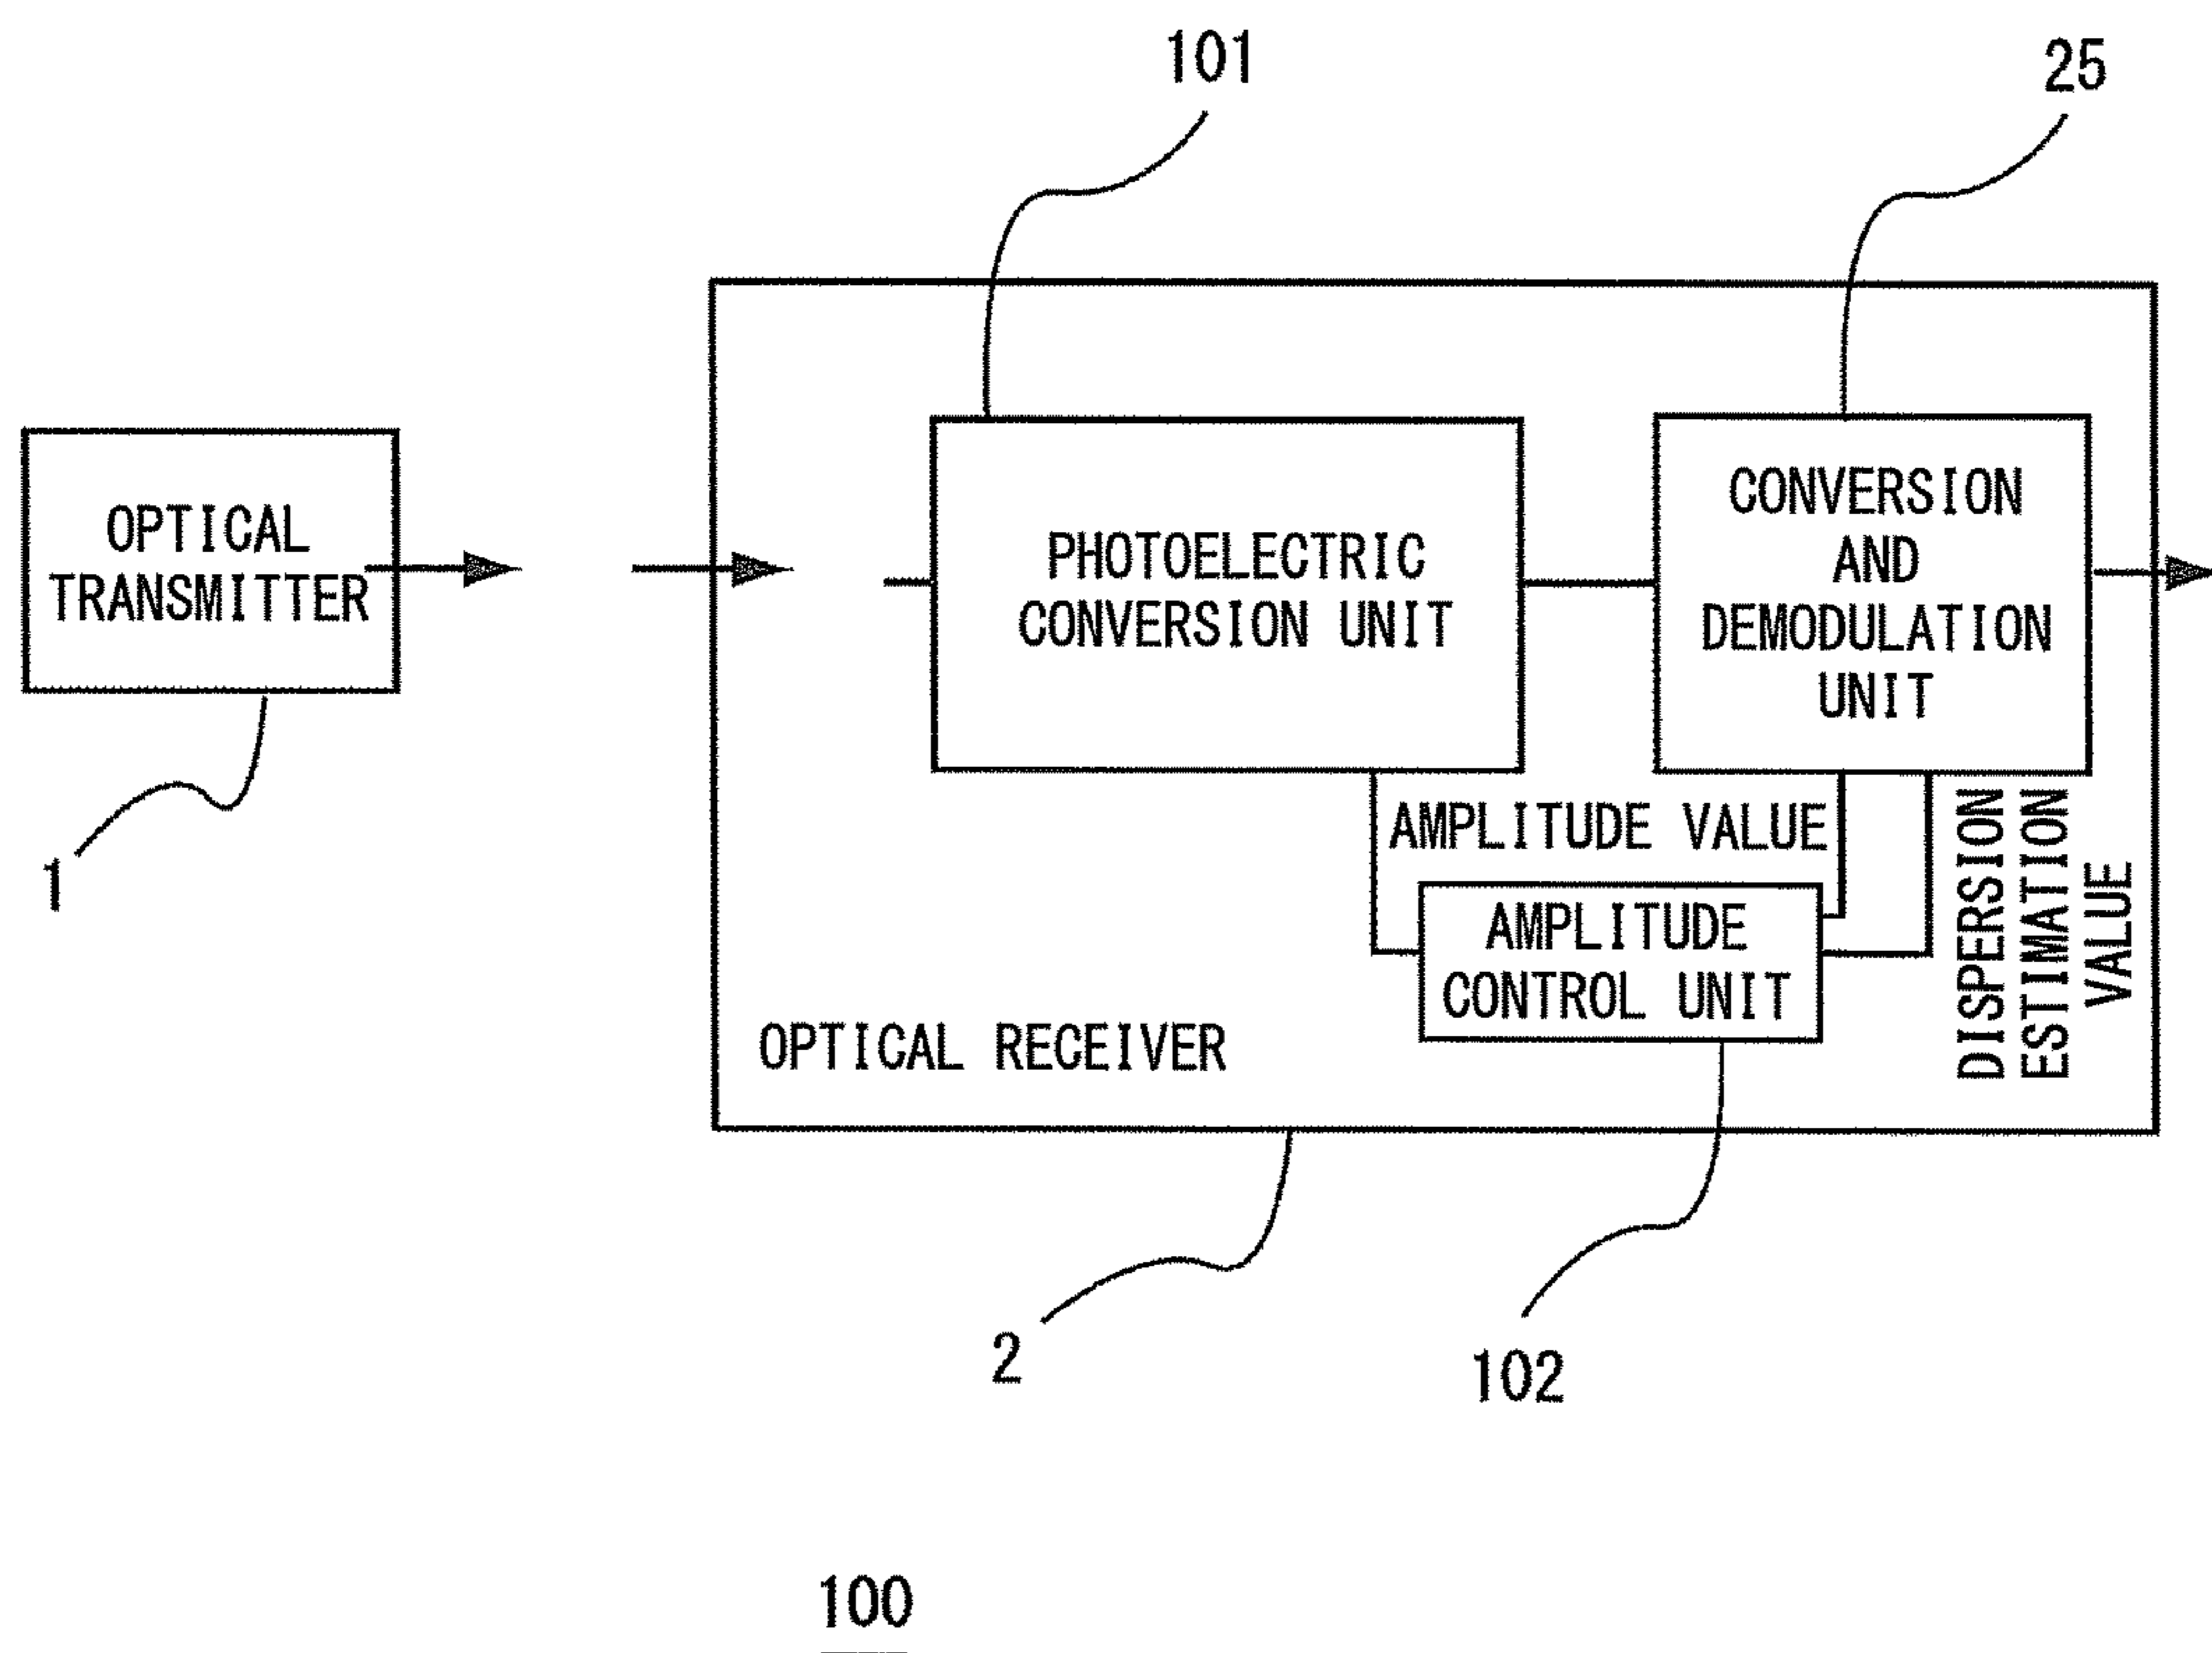 101
25
OPTICAL
TRANSMITTER
PHOTOELECTRIC
CONVERSION UNIT
CONVERSION
AND
DEMODULATION
UNIT
AMPLITUDE VALUE
DISPERSION
ESTIMATION
VALUE
AMPLITUDE
CONTROL UNIT
OPTICAL RECEIVER
1
2
102
100